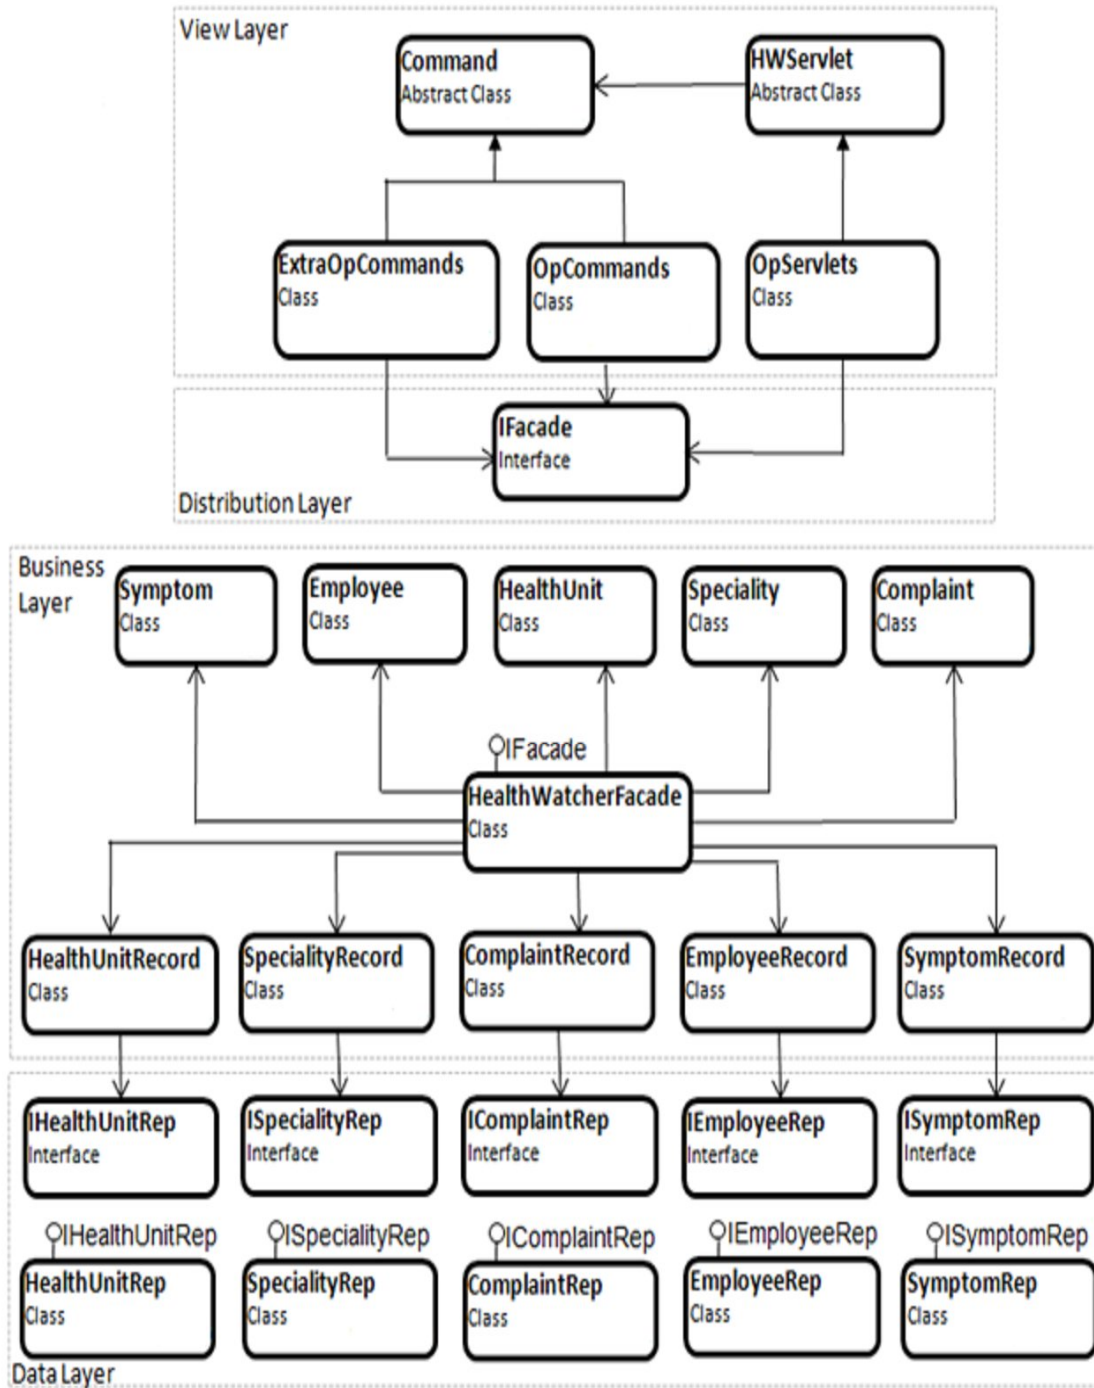 View Layer
Command
Abstract Class
HWServlet
Abstract Class
ExtraOpCommands
Class
OpCommands
Class
OpServlets
Class
IFacade
Interface
Distribution Layer
Business
Layer
Symptom
Class
Employee
Class
HealthUnit
Class
Speciality
Class
Complaint
Class
IFacade
HealthWatcherFacade
Class
HealthUnitRecord
Class
SpecialityRecord
Class
ComplaintRecord
Class
EmployeeRecord
Class
SymptomRecord
Class
IHealthUnitRep
Interface
ISpecialityRep
Interface
IComplaintRep
Interface
IEmployeeRep
Interface
ISymptomRep
Interface
IHealthUnitRep
HealthUnitRep
Class
ISpecialityRep
SpecialityRep
Class
IComplaintRep
ComplaintRep
Class
IEmployeeRep
EmployeeRep
Class
ISymptomRep
SymptomRep
Class
Data Layer